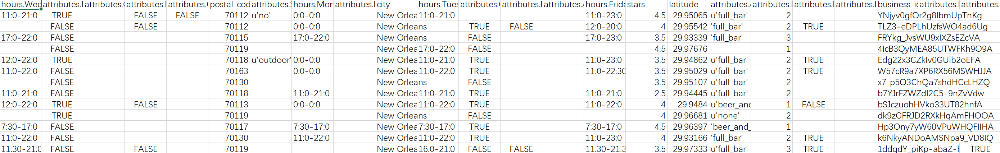 hours.Wed attributes.I attributes.( attributes.I attributes.( postal_cod attributes.S hours.Mor attributes.I city hours.Tues attributes.( attributes.I attributes./ hours.Frida stars latitude attributes./ attributes.I attributes.I attributes.I business_id attributes.I attributes.
11:0-21:0 TRUE FALSE FALSE 70112 u'no' 0:0-0:0 New Orlea 11:0-21:0 11:0-23:0 4.5 29.95065 u'full_bar' 2 YNjyv0gfOr2g8lbmUpTnKg
FALSE FALSE 70112 0:0-0:0 New Orleans TRUE FALSE 12:0-20:0 4 29.95542 'full_bar' 2 TRUE TLZ3-eDPLhUzfsWO4ad6Ug
17:0-22:0 FALSE 70115 17:0-22:0 New Orleans FALSE 17:0-23:0 3.5 29.93339 'full_bar' 3 FRYkg_JvsWU9xlXZsEZcVA
FALSE 70119 New Orlea 17:0-22:0 FALSE 4.5 29.97676 1 4IcB3QyMEA85UTWFKh9O9A
12:0-22:0 TRUE 70118 u'outdoor' 0:0-0:0 New Orlea 11:0-21:0 TRUE 11:0-23:0 3.5 29.94862 u'full_bar' 2 TRUE Edg22x3CZklv0GUib2oEFA
11:0-22:0 FALSE 70163 0:0-0:0 New Orlea 11:0-22:0 TRUE 11:0-22:30 3.5 29.95029 u'full_bar' 2 TRUE W57cR9a7XP6RX56MSWHJJA
FALSE 70130 New Orleans FALSE 3.5 29.95107 u'full_bar' 2 x7_p5O3ChQa7shdHCcLHZQ
11:0-21:0 FALSE 70118 11:0-21:0 New Orlea 11:0-21:0 TRUE 11:0-21:0 2.5 29.94445 u'full_bar' 2 b7YJrFZWZdI2C5-9nZvVdw
12:0-22:0 TRUE FALSE 70113 0:0-0:0 New Orlea 11:0-22:0 TRUE 11:0-22:0 4 29.9484 u'beer_and 1 FALSE bSJczuohHVko33UT82hnfA
TRUE 70119 New Orleans FALSE 4 29.96681 u'none' 2 dk9zGFRJD2RXkHqAmFHOOA
7:30-17:0 FALSE 70117 7:30-17:0 New Orlea 7:30-17:0 TRUE 7:30-17:0 4.5 29.96397 'beer_and_ 1 Hp3Ony7yW60VPuWHQFIIHA
11:0-22:0 FALSE 70130 11:0-22:0 New Orlea 11:0-22:0 TRUE 11:0-23:0 4 29.93166 'full_bar' 2 TRUE k6NkyANDoAMSNpa9_VD8IQ
11:30-21:0 FALSE FALSE 70119 New Orlea 16:0-21:0 FALSE FALSE 11:30-21:3 3.5 29.97333 u'full_bar' 3 TRUE 1ddqdY_piKp-abaZ-b TRUE